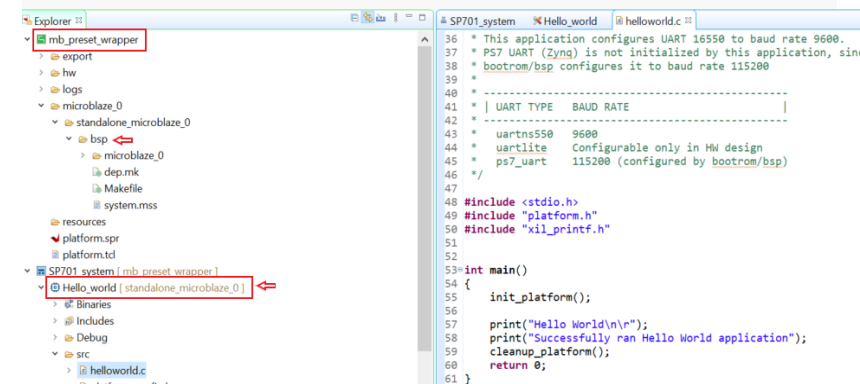 Explorer
mb_preset_wrapper
export
hw
logs
microblaze_0
standalone_microblaze_0
bsp
microblaze_0
dep.mk
Makefile
system.mss
resources
platform.spr
platform.tcl
SP701_system [ mb_preset_wrapper ]
Hello_world [ standalone_microblaze_0 ]
Binaries
Includes
Debug
src
helloworld.c
SP701_system
Hello_world
helloworld.c
36 * This application configures UART 16550 to baud rate 9600.
37 * PS7 UART (Zynq) is not initialized by this application, sinc
38 * bootrom/bsp configures it to baud rate 115200
39 *
40 * ------------------------------------------------
41 * | UART TYPE   BAUD RATE                        |
42 * ------------------------------------------------
43 *   uartns550   9600
44 *   uartlite    Configurable only in HW design
45 *   ps7_uart    115200 (configured by bootrom/bsp)
46 */
47
48 #include <stdio.h>
49 #include "platform.h"
50 #include "xil_printf.h"
51
52
53 int main()
54 {
55     init_platform();
56
57     print("Hello World\n\r");
58     print("Successfully ran Hello World application");
59     cleanup_platform();
60     return 0;
61 }